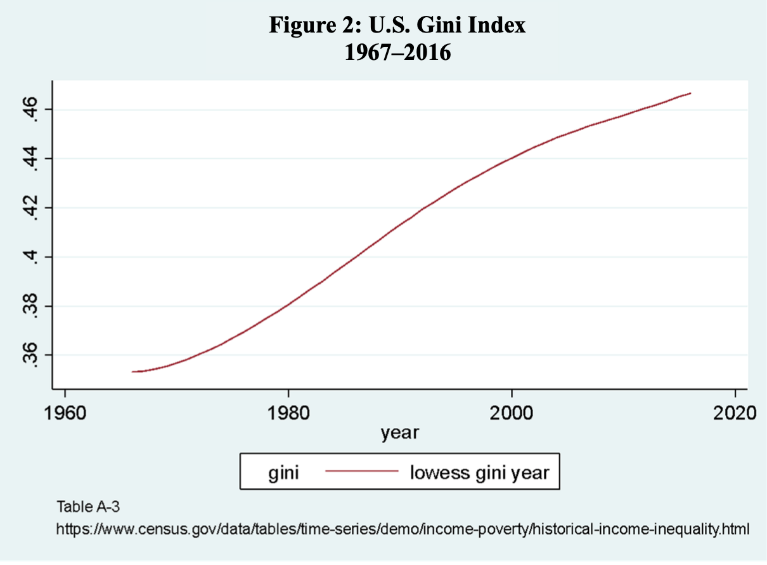 Figure 2: U.S. Gini Index
1967–2016
.46
.44
.42
.4
.38
.36
1960 1980 2000 2020
year
gini lowess gini year
Table A-3
https://www.census.gov/data/tables/time-series/demo/income-poverty/historical-income-inequality.html